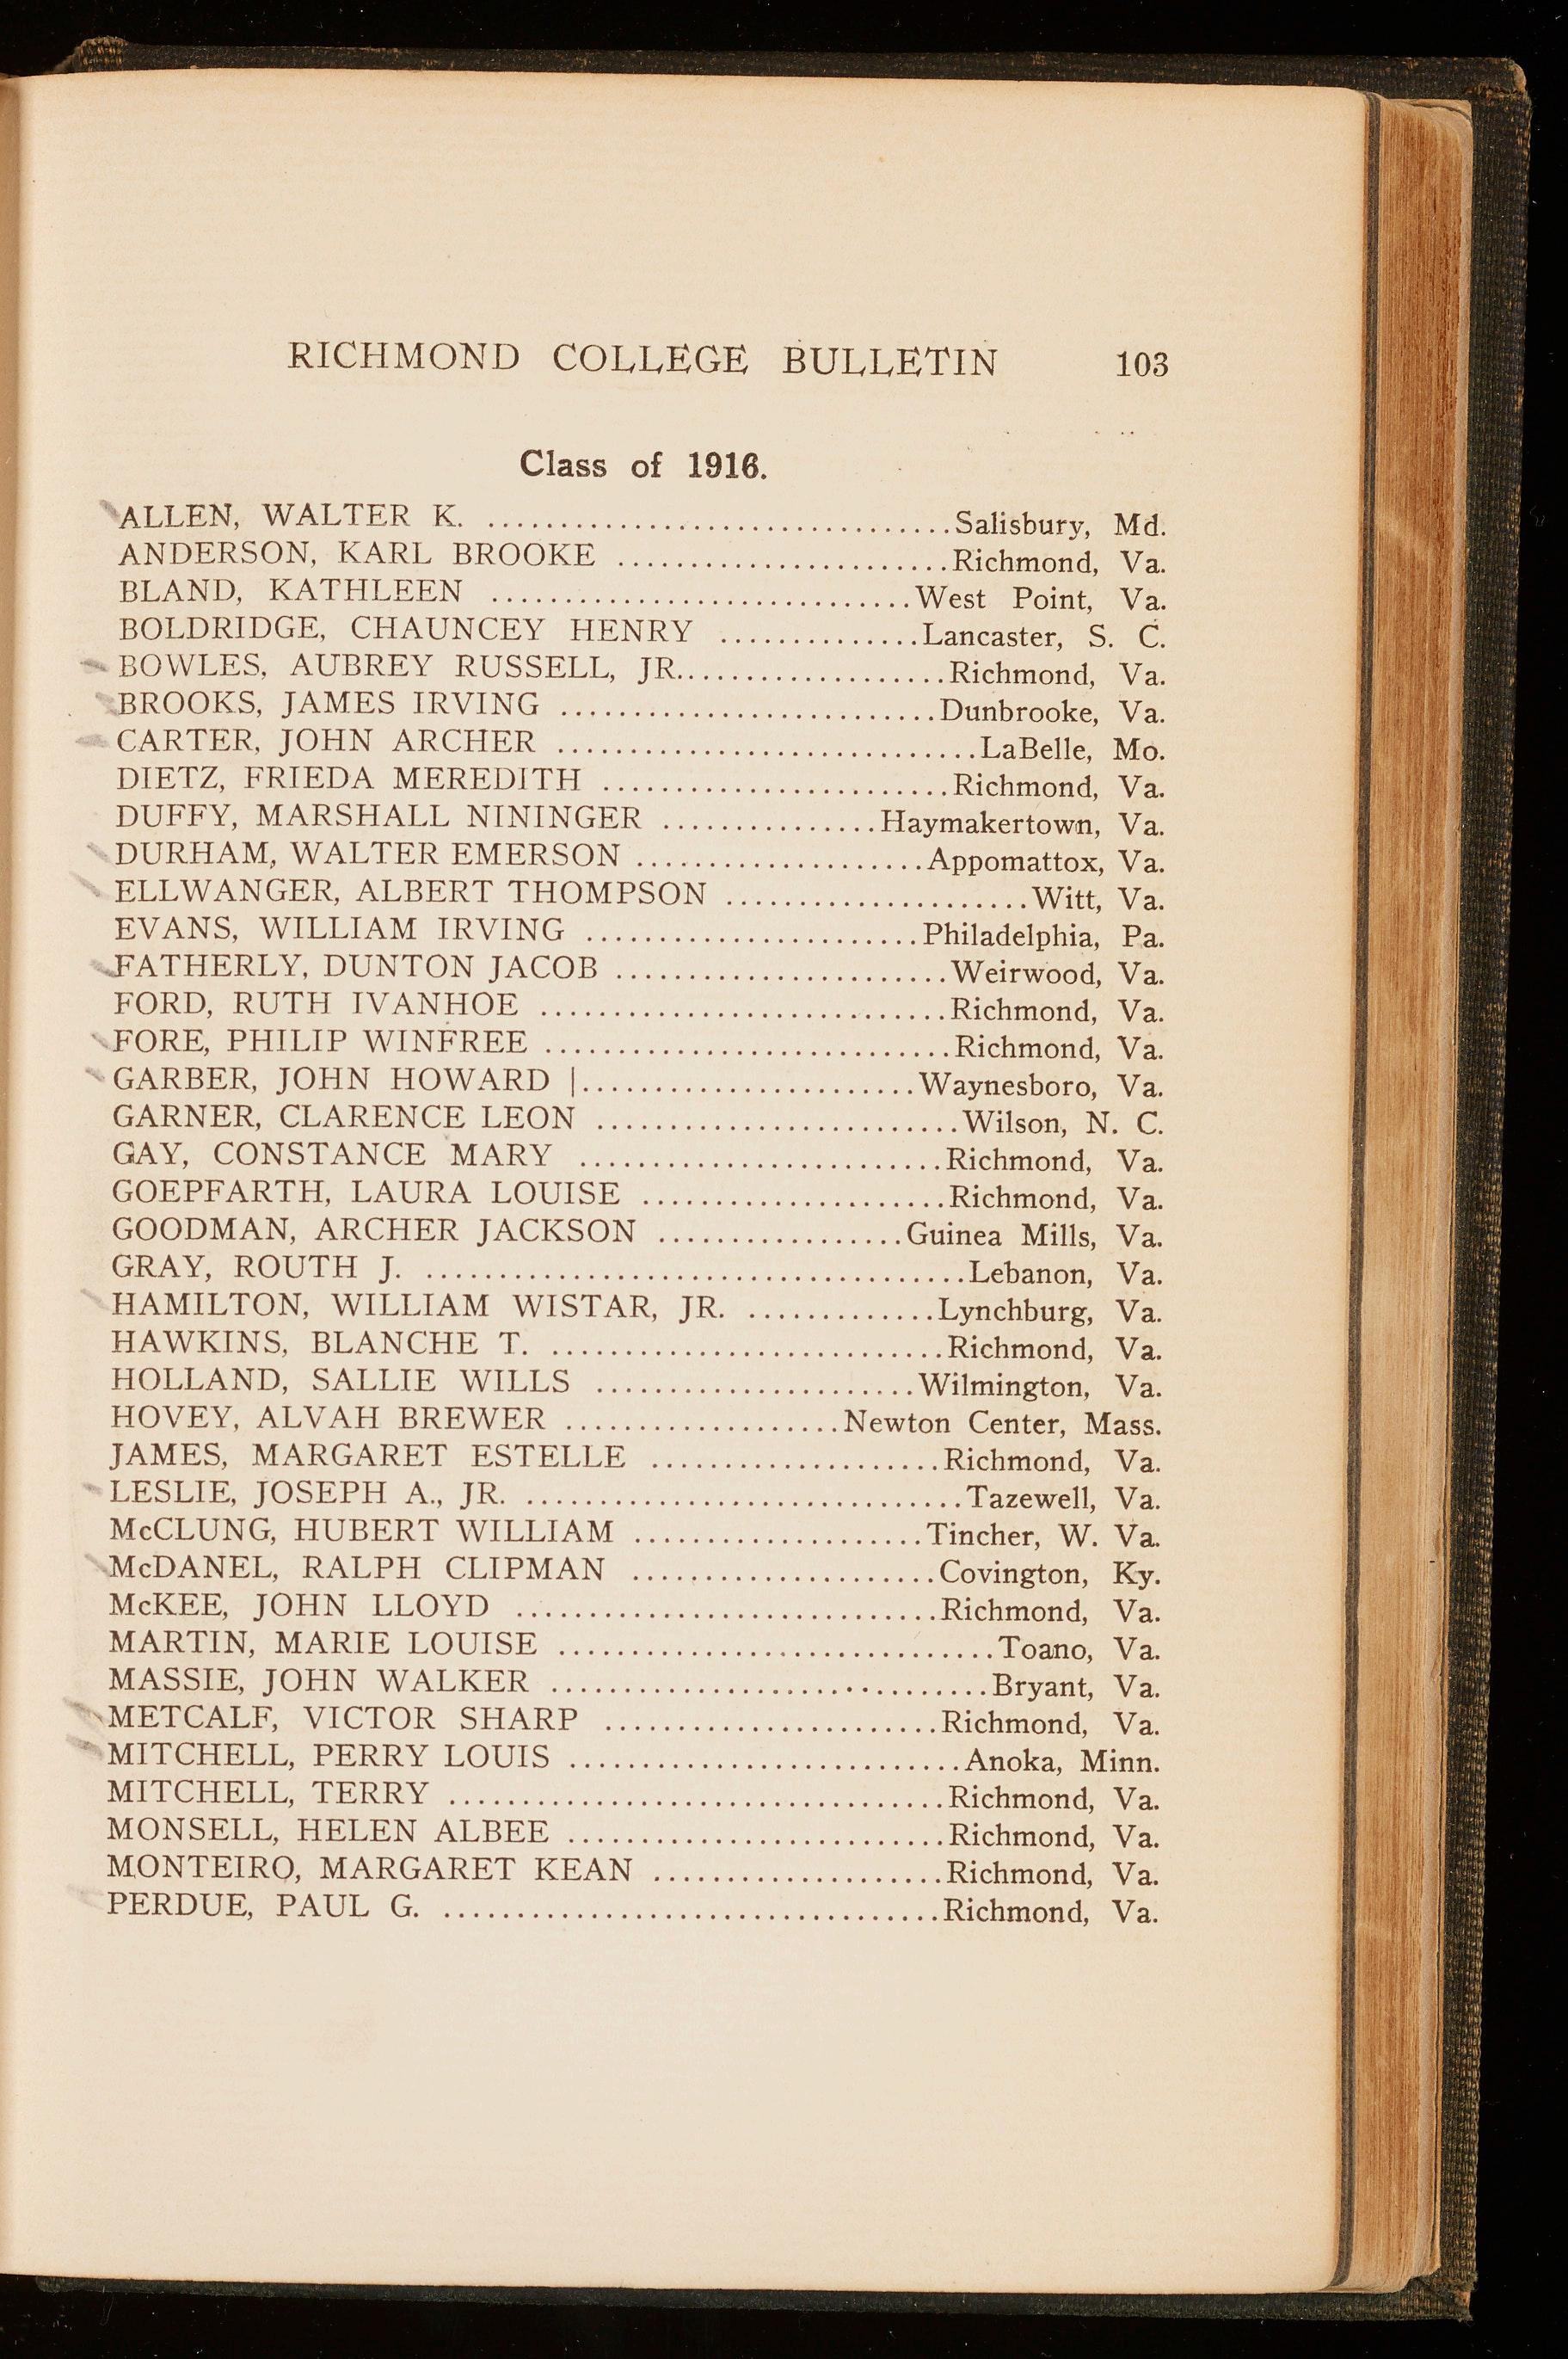 RICHMOND COLLEGE BULLETIN 103
Class of 1916.
ALLEN, WALTER K. ................................Salisbury, Md.
ANDERSON, KARL BROOKE .......................Richmond, Va.
BLAND, KATHLEEN .............................West Point, Va.
BOLDRIDGE, CHAUNCEY HENRY ..............Lancaster, S. C.
BOWLES, AUBREY RUSSELL, JR...................Richmond, Va.
BROOKS, JAMES IRVING ..........................Dunbrooke, Va.
CARTER, JOHN ARCHER .............................LaBelle, Mo.
DIETZ, FRIEDA MEREDITH ........................Richmond, Va.
DUFFY, MARSHALL NININGER ...............Haymakertown, Va.
DURHAM, WALTER EMERSON ....................Appomattox, Va.
ELLWANGER, ALBERT THOMPSON .....................Witt, Va.
EVANS, WILLIAM IRVING .......................Philadelphia, Pa.
FATHERLY, DUNTON JACOB .......................Weirwood, Va.
FORD, RUTH IVANHOE ............................Richmond, Va.
FORE, PHILIP WINFREE ............................Richmond, Va.
GARBER, JOHN HOWARD |.......................Waynesboro, Va.
GARNER, CLARENCE LEON .........................Wilson, N. C.
GAY, CONSTANCE MARY .........................Richmond, Va.
GOEPFARTH, LAURA LOUISE .....................Richmond, Va.
GOODMAN, ARCHER JACKSON .................Guinea Mills, Va.
GRAY, ROUTH J. .....................................Lebanon, Va.
HAMILTON, WILLIAM WISTAR, JR. .............Lynchburg, Va.
HAWKINS, BLANCHE T. ...........................Richmond, Va.
HOLLAND, SALLIE WILLS ......................Wilmington, Va.
HOVEY, ALVAH BREWER ...................Newton Center, Mass.
JAMES, MARGARET ESTELLE ....................Richmond, Va.
LESLIE, JOSEPH A., JR. ..............................Tazewell, Va.
McCLUNG, HUBERT WILLIAM ....................Tincher, W. Va.
McDANEL, RALPH CLIPMAN .....................Covington, Ky.
McKEE, JOHN LLOYD .............................Richmond, Va.
MARTIN, MARIE LOUISE ..............................Toano, Va.
MASSIE, JOHN WALKER ..............................Bryant, Va.
METCALF, VICTOR SHARP .......................Richmond, Va.
MITCHELL, PERRY LOUIS ...........................Anoka, Minn.
MITCHELL, TERRY ..................................Richmond, Va.
MONSELL, HELEN ALBEE ..........................Richmond, Va.
MONTEIRO, MARGARET KEAN ....................Richmond, Va.
PERDUE, PAUL G. ..................................Richmond, Va.